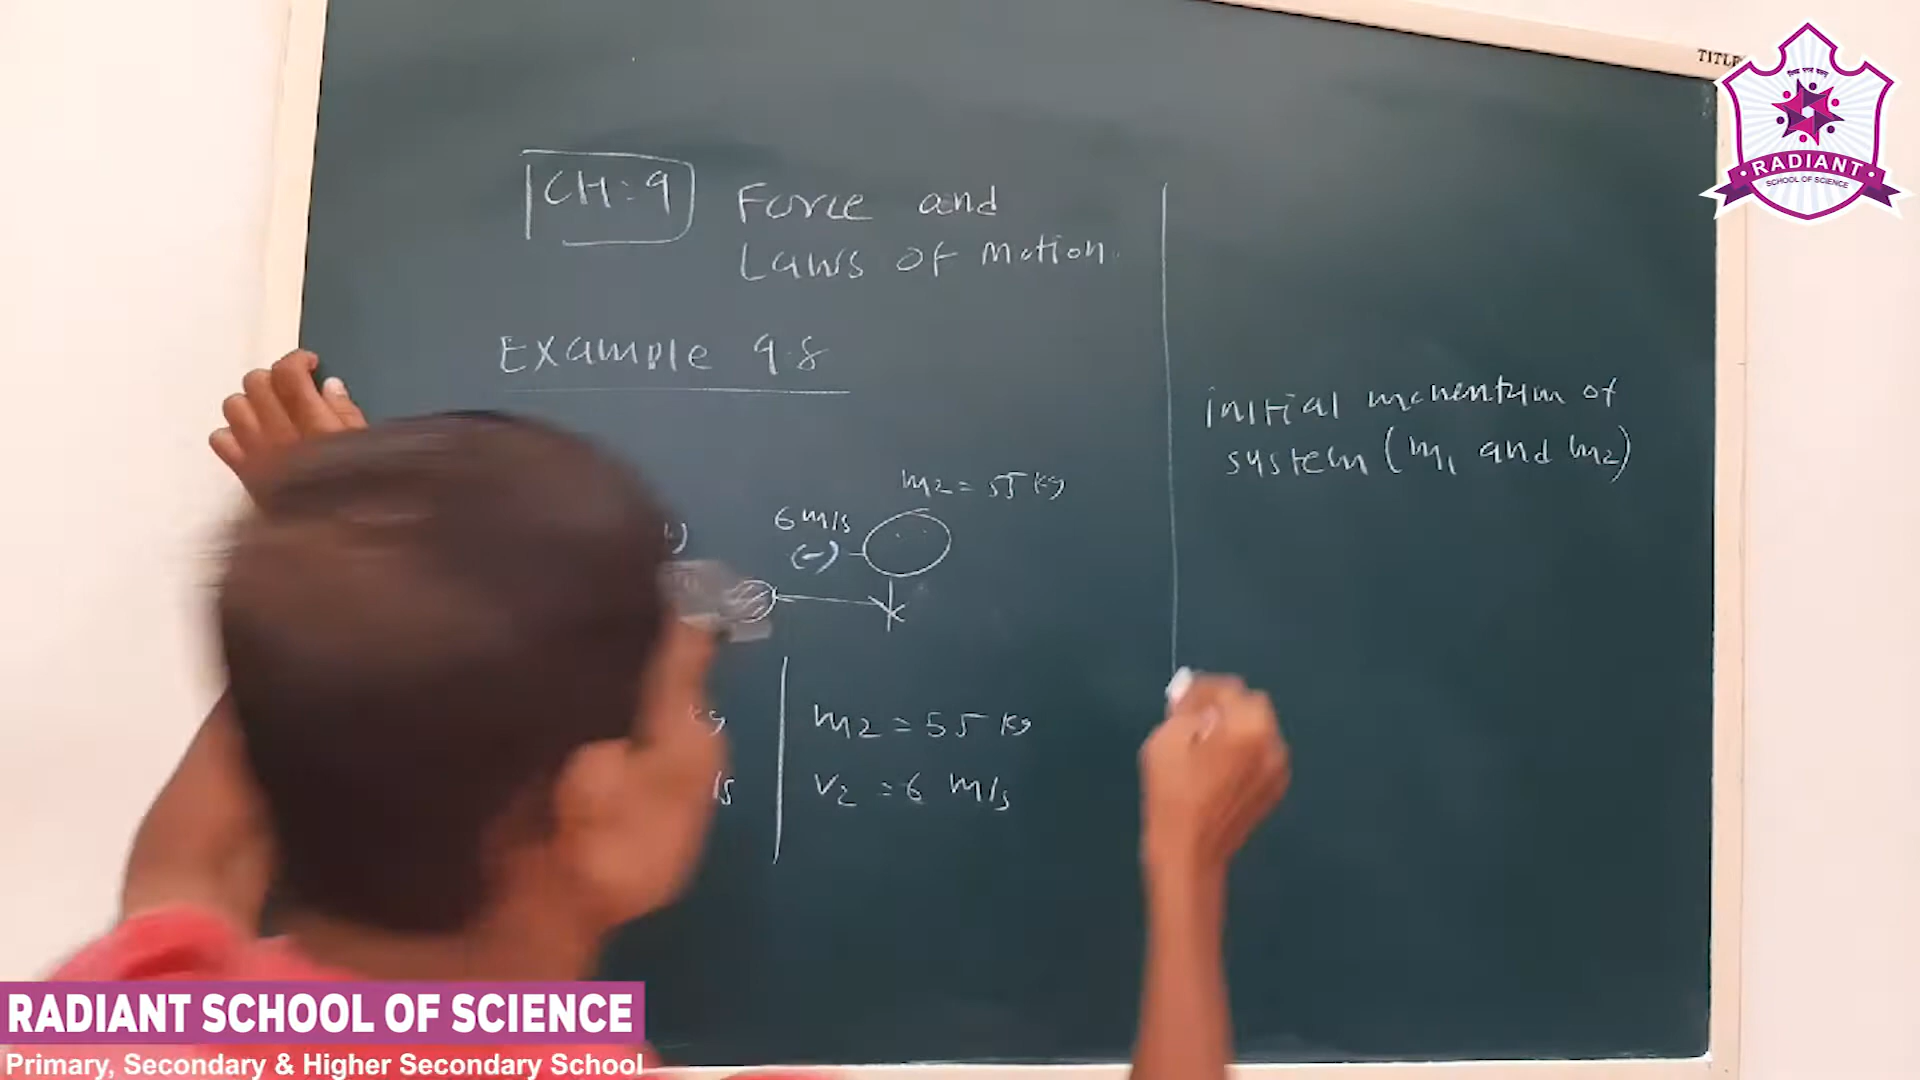 TITLE
RADIANT
SCHOOL OF SCIENCE
CH:9
Force and
Laws of motion.
Example 9.8
m2 = 55 kg
6 m/s
(-)
kg
/s
m2 = 55 kg
v2 = 6 m/s
initial momentum of
system (m1 and m2)
RADIANT SCHOOL OF SCIENCE
Primary, Secondary & Higher Secondary School